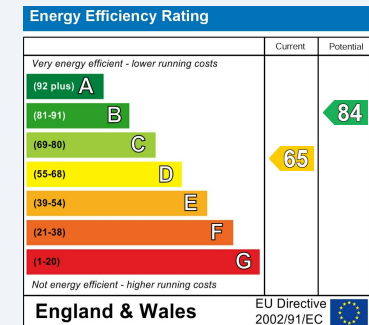 Energy Efficiency Rating
Current Potential
Very energy efficient - lower running costs
(92 plus) A
(81-91) B
84
(69-80) C
65
(55-68) D
(39-54) E
(21-38) F
(1-20) G
Not energy efficient - higher running costs
England & Wales
EU Directive
2002/91/EC